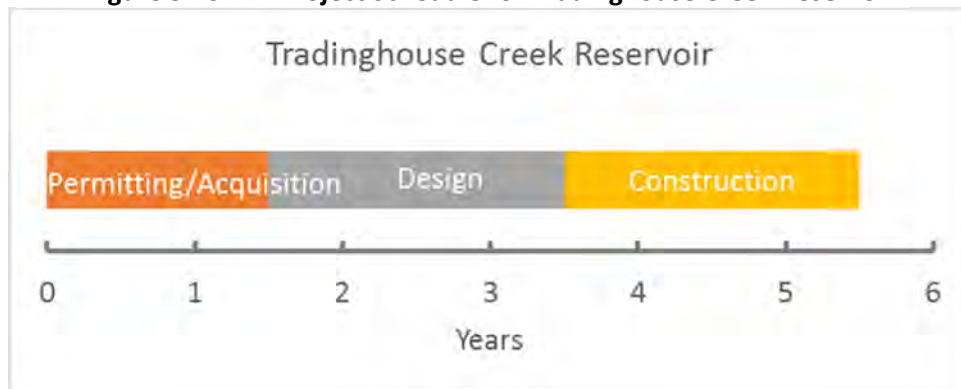 Tradinghouse Creek Reservoir
Permitting/Acquisition Design Construction
0 1 2 3 4 5 6
Years